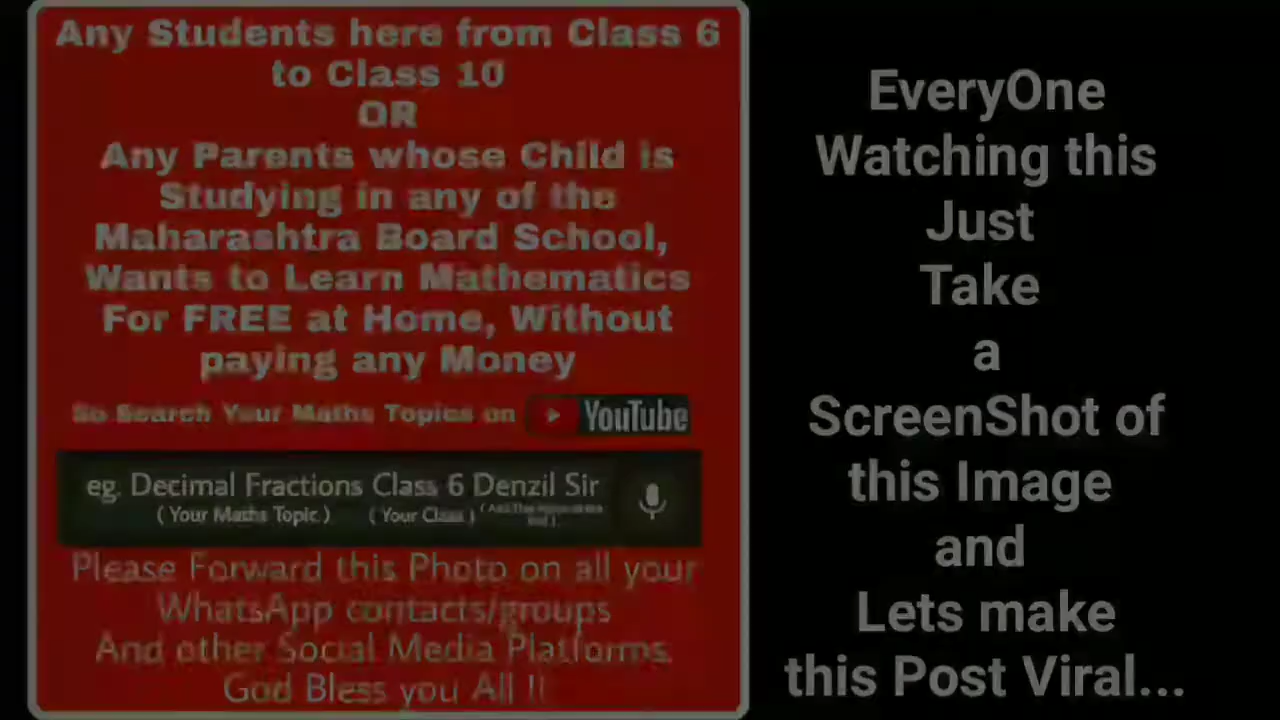 Any Students here from Class 6
to Class 10
OR
Any Parents whose Child is
Studying in any of the
Maharashtra Board School,
Wants to Learn Mathematics
For FREE at Home, Without
paying any Money
So Search Your Maths Topics on YouTube
eg. Decimal Fractions Class 6 Denzil Sir
( Your Maths Topic ) ( Your Class )
Please Forward this Photo on all your
WhatsApp contacts/groups
And other Social Media Platforms.
God Bless you All !!
EveryOne
Watching this
Just
Take
a
ScreenShot of
this Image
and
Lets make
this Post Viral...